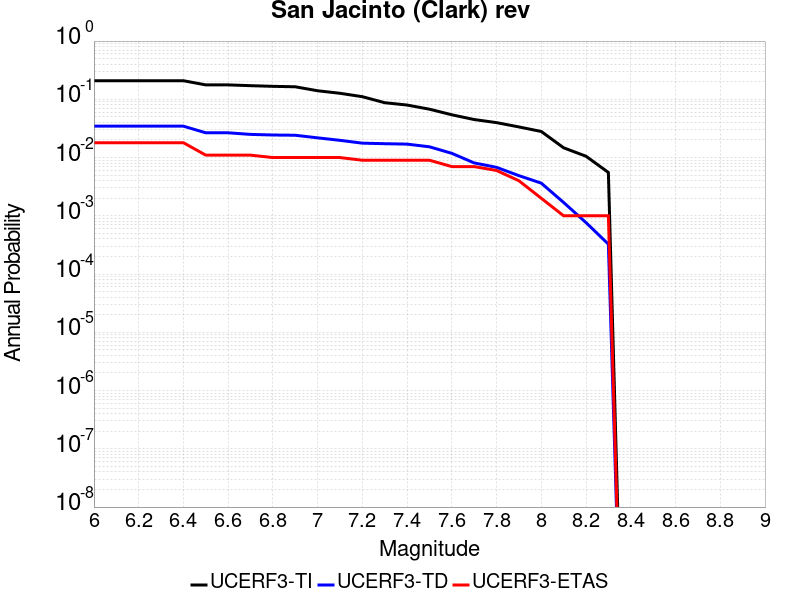 San Jacinto (Clark) rev
10 0
10 -1
10 -2
10 -3
10 -4
10 -5
10 -6
10 -7
10 -8
Annual Probability
6 6.2 6.4 6.6 6.8 7 7.2 7.4 7.6 7.8 8 8.2 8.4 8.6 8.8 9
Magnitude
UCERF3-TI UCERF3-TD UCERF3-ETAS